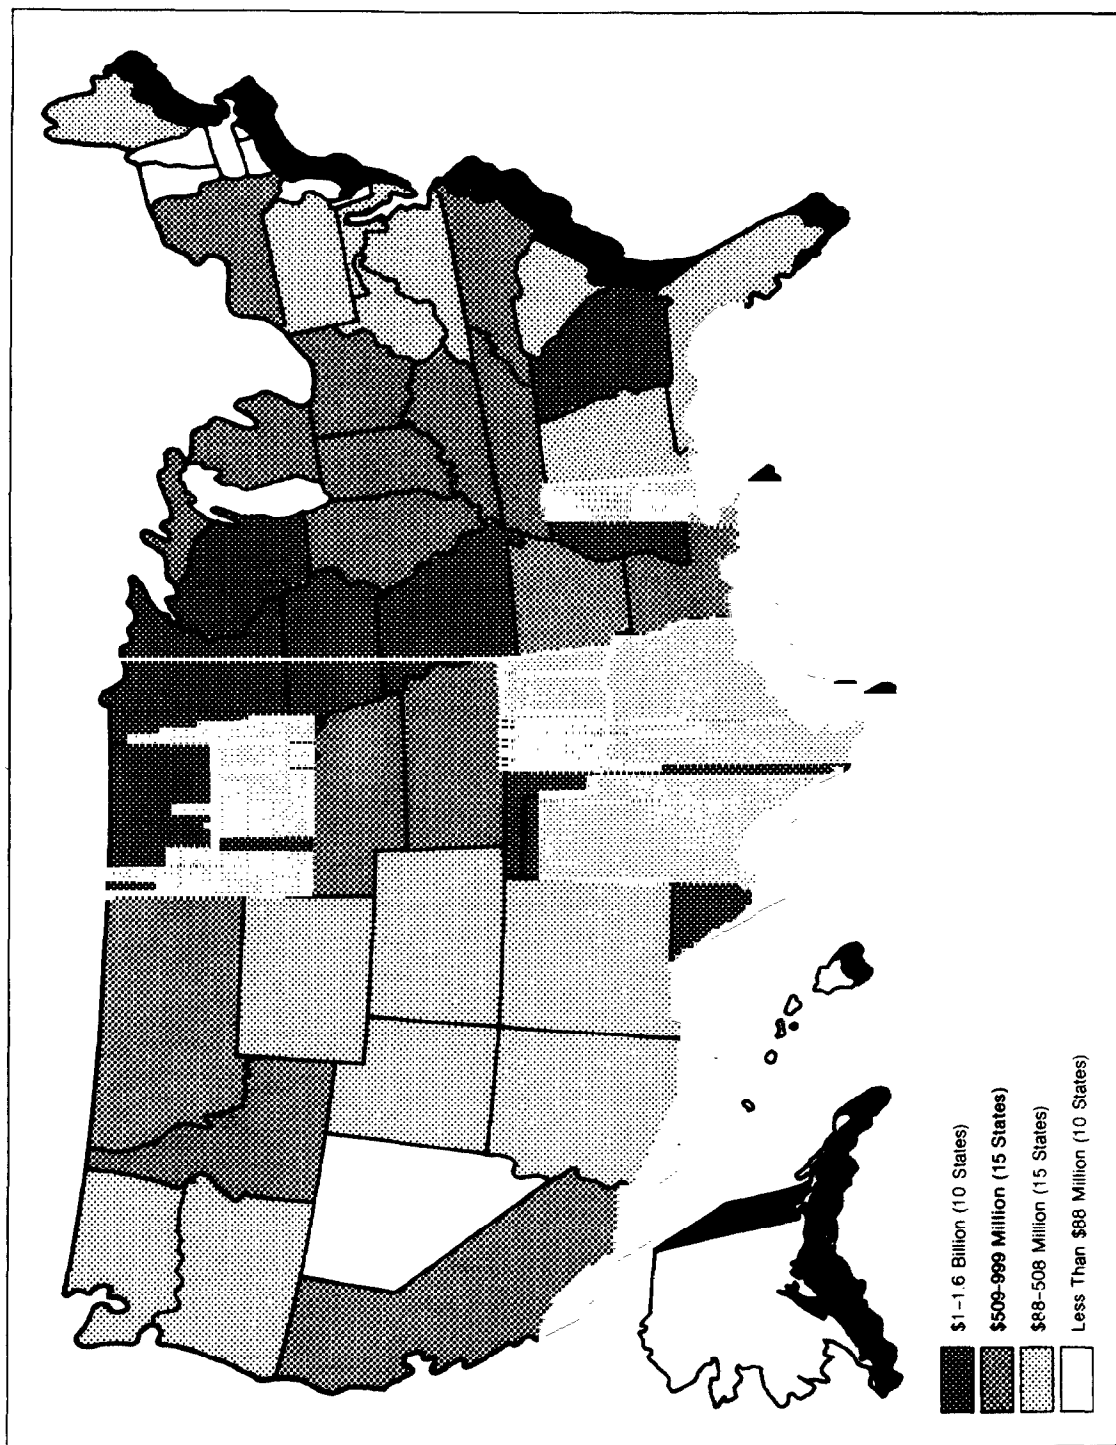 $1-1.6 Billion (10 States)
$509-999 Million (15 States)
$88-508 Million (15 States)
Less Than $88 Million (10 States)